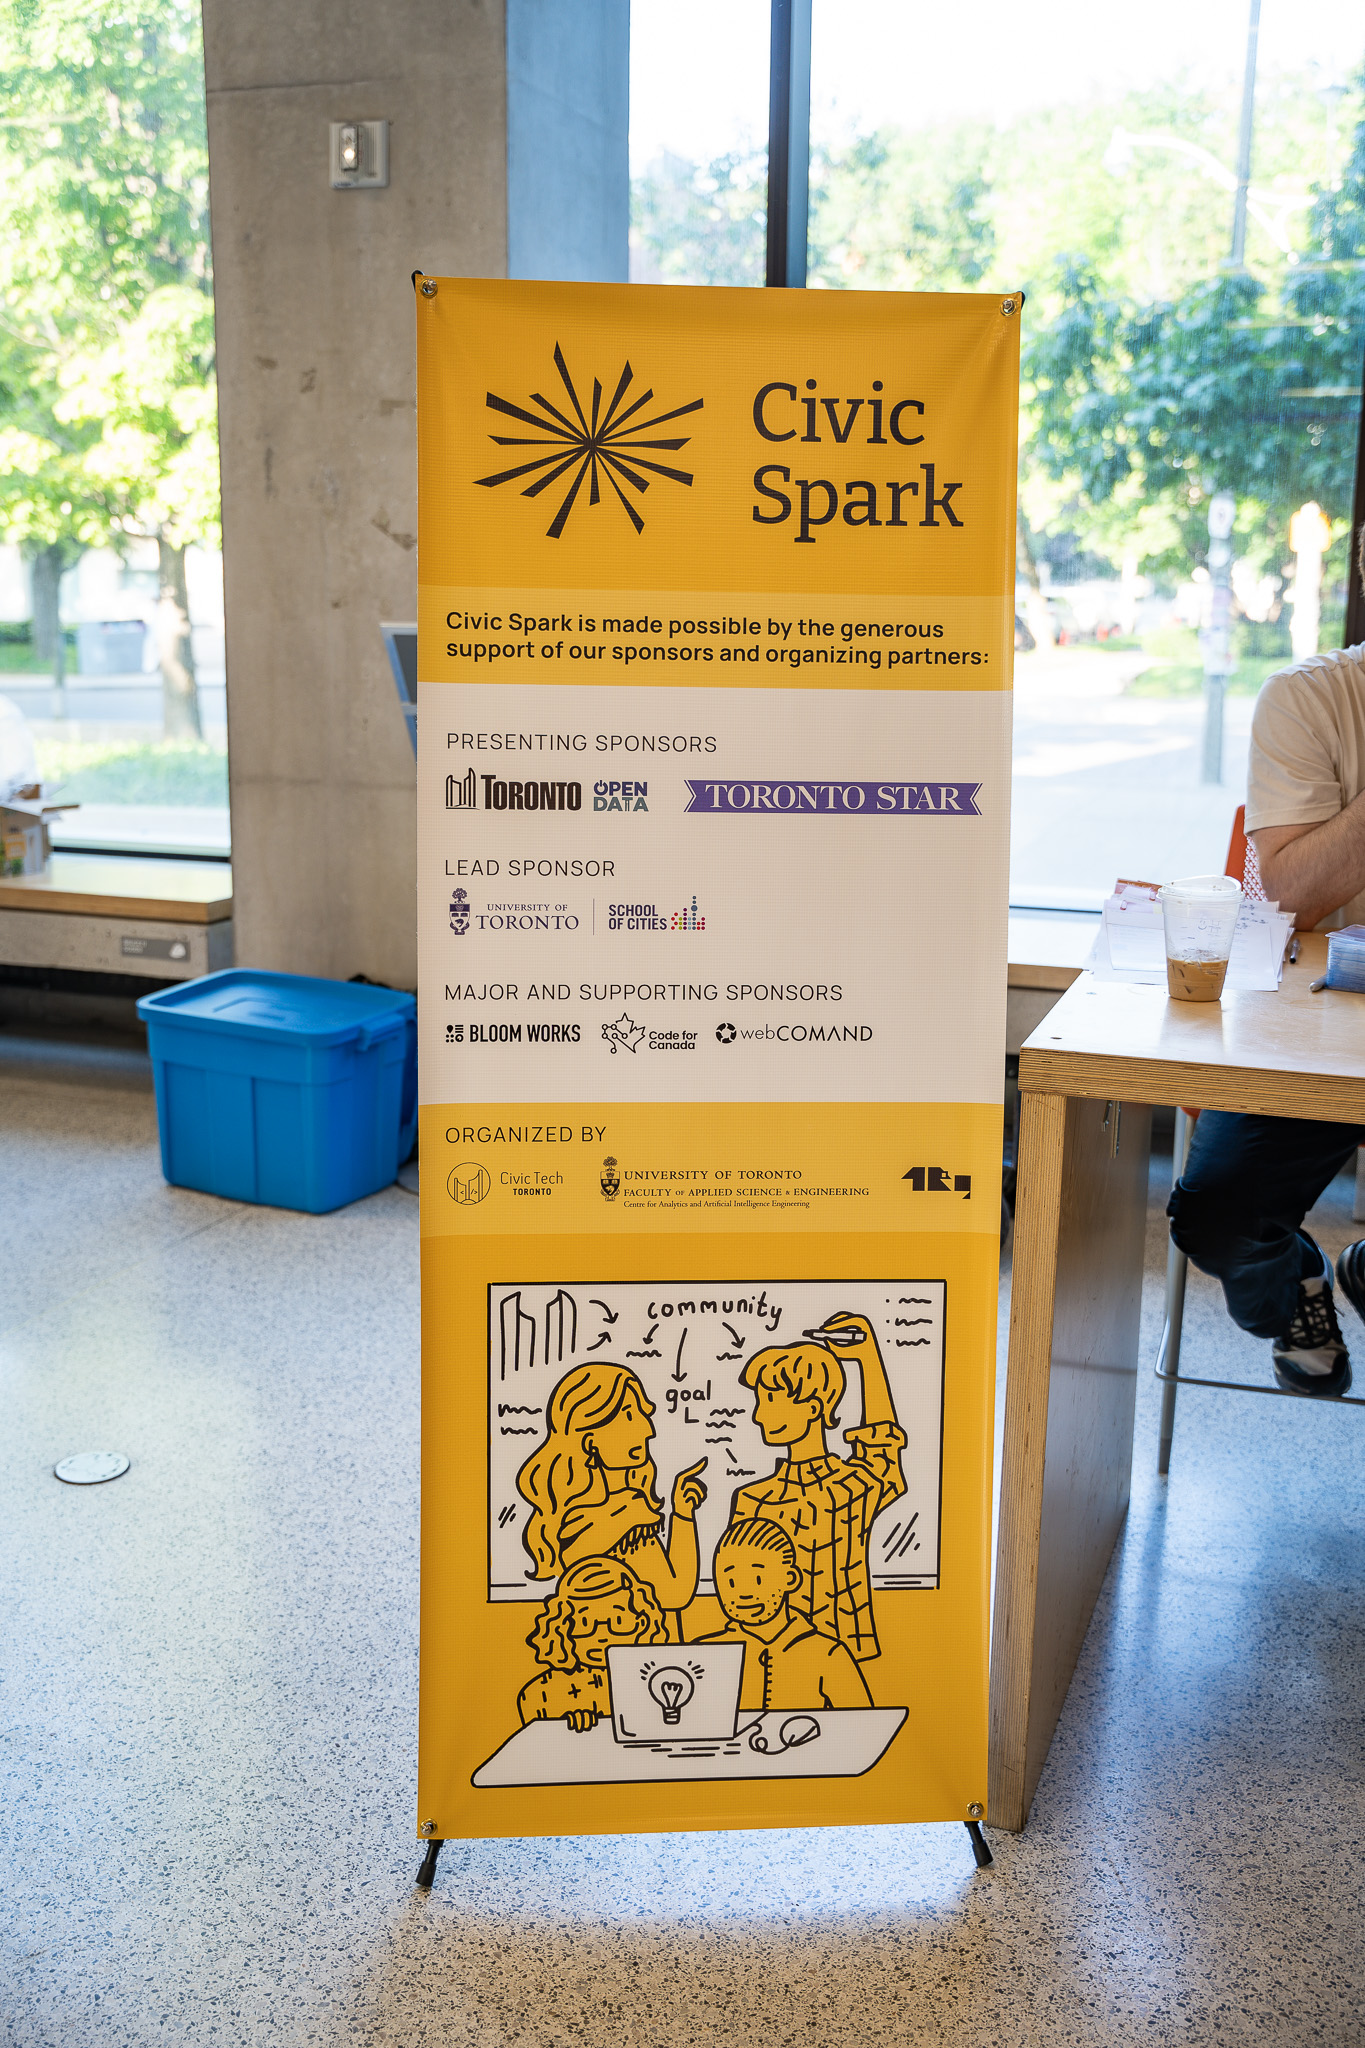 Civic
Spark
Civic Spark is made possible by the generous
support of our sponsors and organizing partners:
PRESENTING SPONSORS
TORONTO OPEN DATA TORONTO STAR
LEAD SPONSOR
UNIVERSITY OF TORONTO SCHOOL OF CITIES
MAJOR AND SUPPORTING SPONSORS
BLOOM WORKS Code for Canada webCOMAND
ORGANIZED BY
Civic Tech TORONTO
UNIVERSITY OF TORONTO
FACULTY OF APPLIED SCIENCE & ENGINEERING
Centre for Analytics and Artificial Intelligence Engineering
community
goal